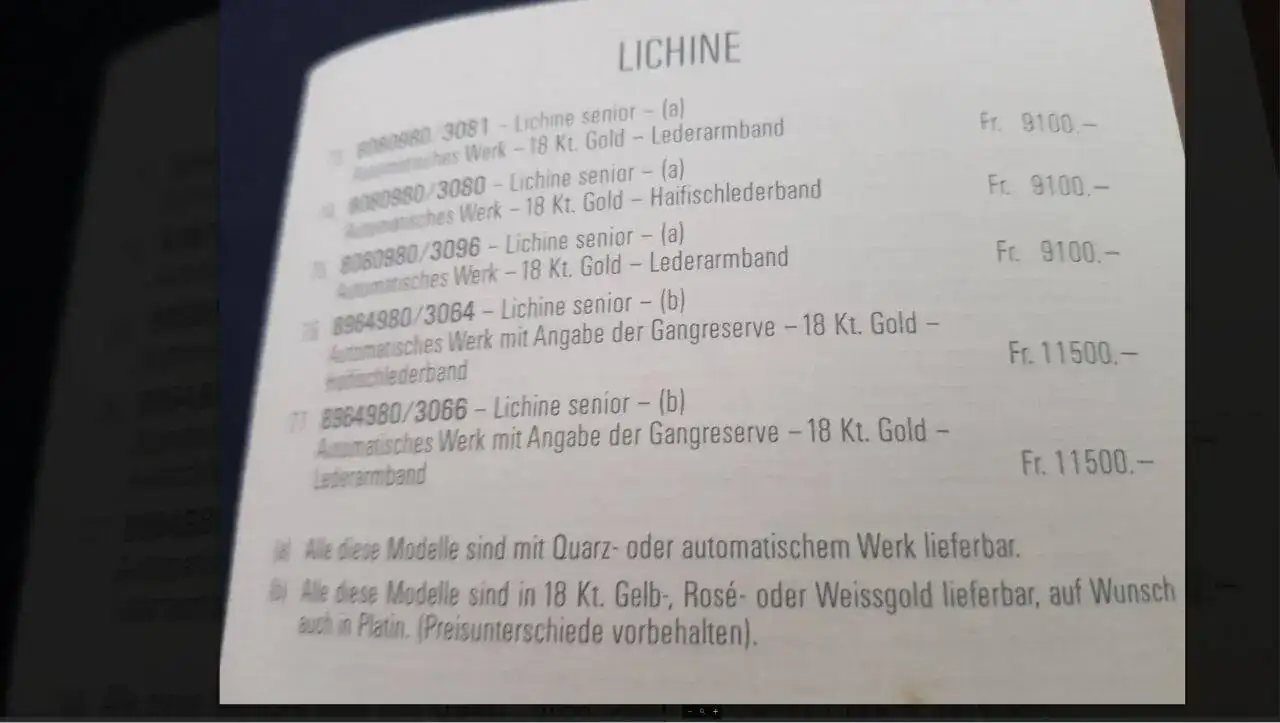 LICHINE
8080980/3081 – Lichine senior – (a)
Automatisches Werk – 18 Kt. Gold – Lederarmband
Fr. 9100.–
8080980/3080 – Lichine senior – (a)
Automatisches Werk – 18 Kt. Gold – Haifischlederband
Fr. 9100.–
8080980/3096 – Lichine senior – (a)
Automatisches Werk – 18 Kt. Gold – Lederarmband
Fr. 9100.–
76 8964980/3064 – Lichine senior – (b)
Automatisches Werk mit Angabe der Gangreserve – 18 Kt. Gold –
Haifischlederband
Fr. 11500.–
77 8964980/3066 – Lichine senior – (b)
Automatisches Werk mit Angabe der Gangreserve – 18 Kt. Gold –
Lederarmband
Fr. 11500.–
(a) Alle diese Modelle sind mit Quarz- oder automatischem Werk lieferbar.
(b) Alle diese Modelle sind in 18 Kt. Gelb-, Rosé- oder Weissgold lieferbar, auf Wunsch
auch in Platin. (Preisunterschiede vorbehalten).